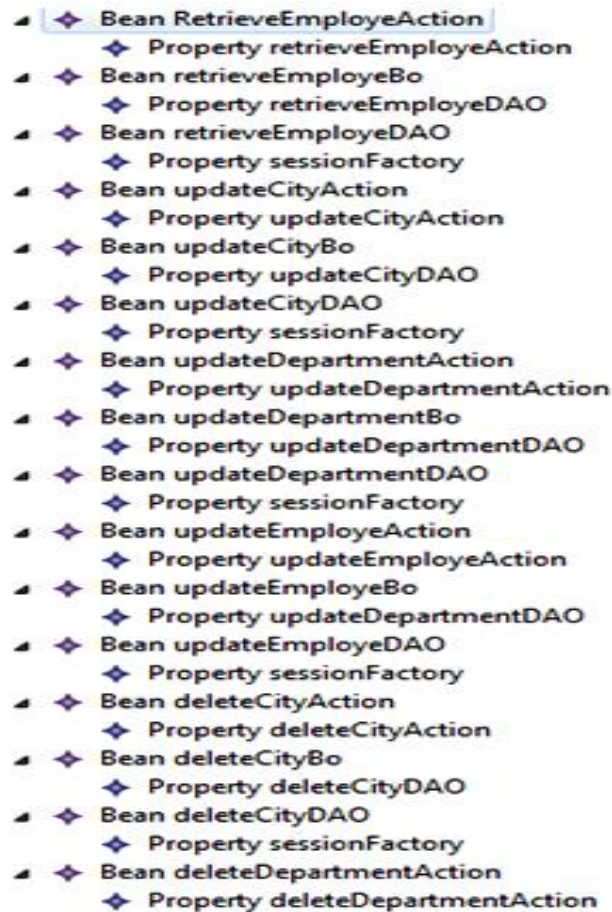 Bean RetrieveEmployeAction
Property retrieveEmployeAction
Bean retrieveEmployeBo
Property retrieveEmployeDAO
Bean retrieveEmployeDAO
Property sessionFactory
Bean updateCityAction
Property updateCityAction
Bean updateCityBo
Property updateCityDAO
Bean updateCityDAO
Property sessionFactory
Bean updateDepartmentAction
Property updateDepartmentAction
Bean updateDepartmentBo
Property updateDepartmentDAO
Bean updateDepartmentDAO
Property sessionFactory
Bean updateEmployeAction
Property updateEmployeAction
Bean updateEmployeBo
Property updateDepartmentDAO
Bean updateEmployeDAO
Property sessionFactory
Bean deleteCityAction
Property deleteCityAction
Bean deleteCityBo
Property deleteCityDAO
Bean deleteCityDAO
Property sessionFactory
Bean deleteDepartmentAction
Property deleteDepartmentAction